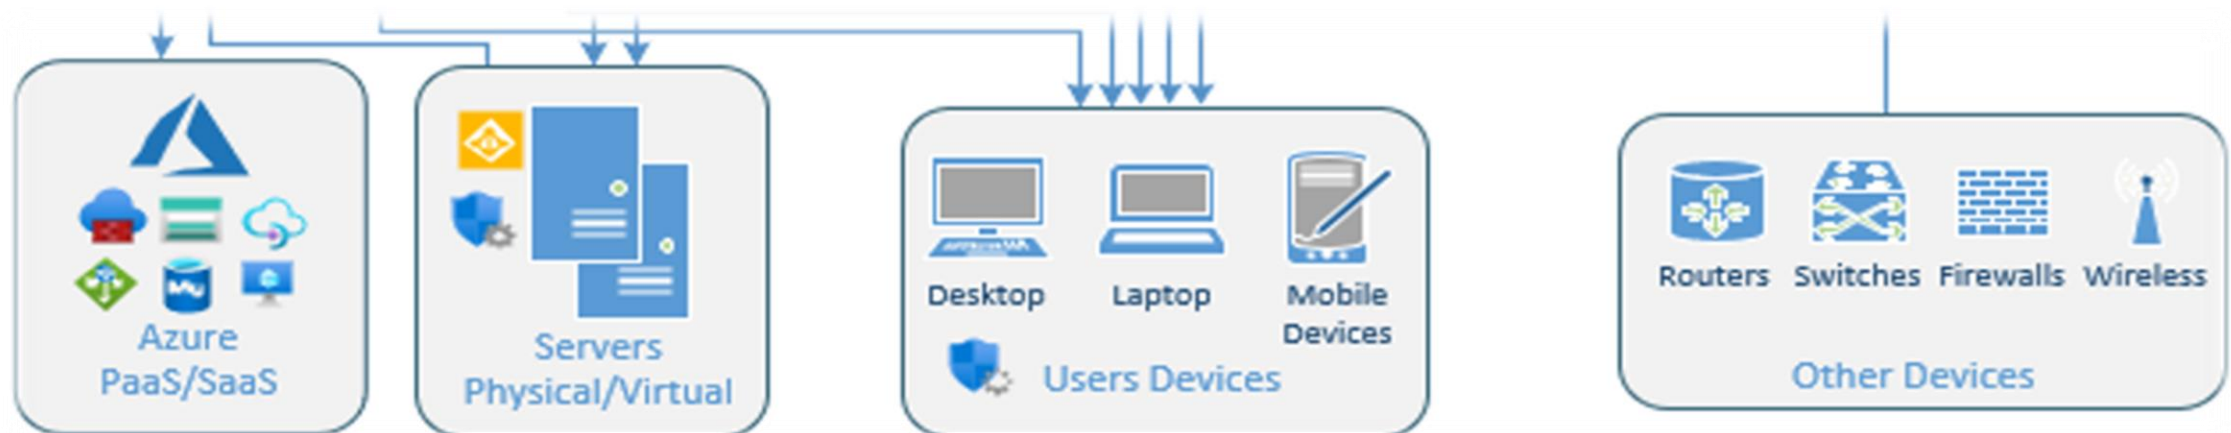 Azure
PaaS/SaaS
Servers
Physical/Virtual
Desktop
Laptop
Mobile
Devices
Users Devices
Routers
Switches
Firewalls
Wireless
Other Devices